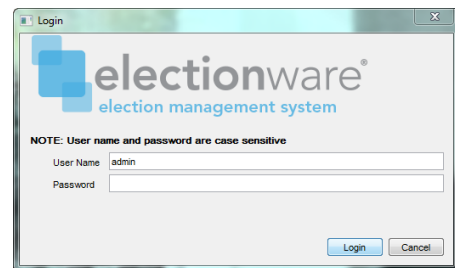 Login
electionware®
election management system
NOTE: User name and password are case sensitive
User Name admin
Password
Login Cancel